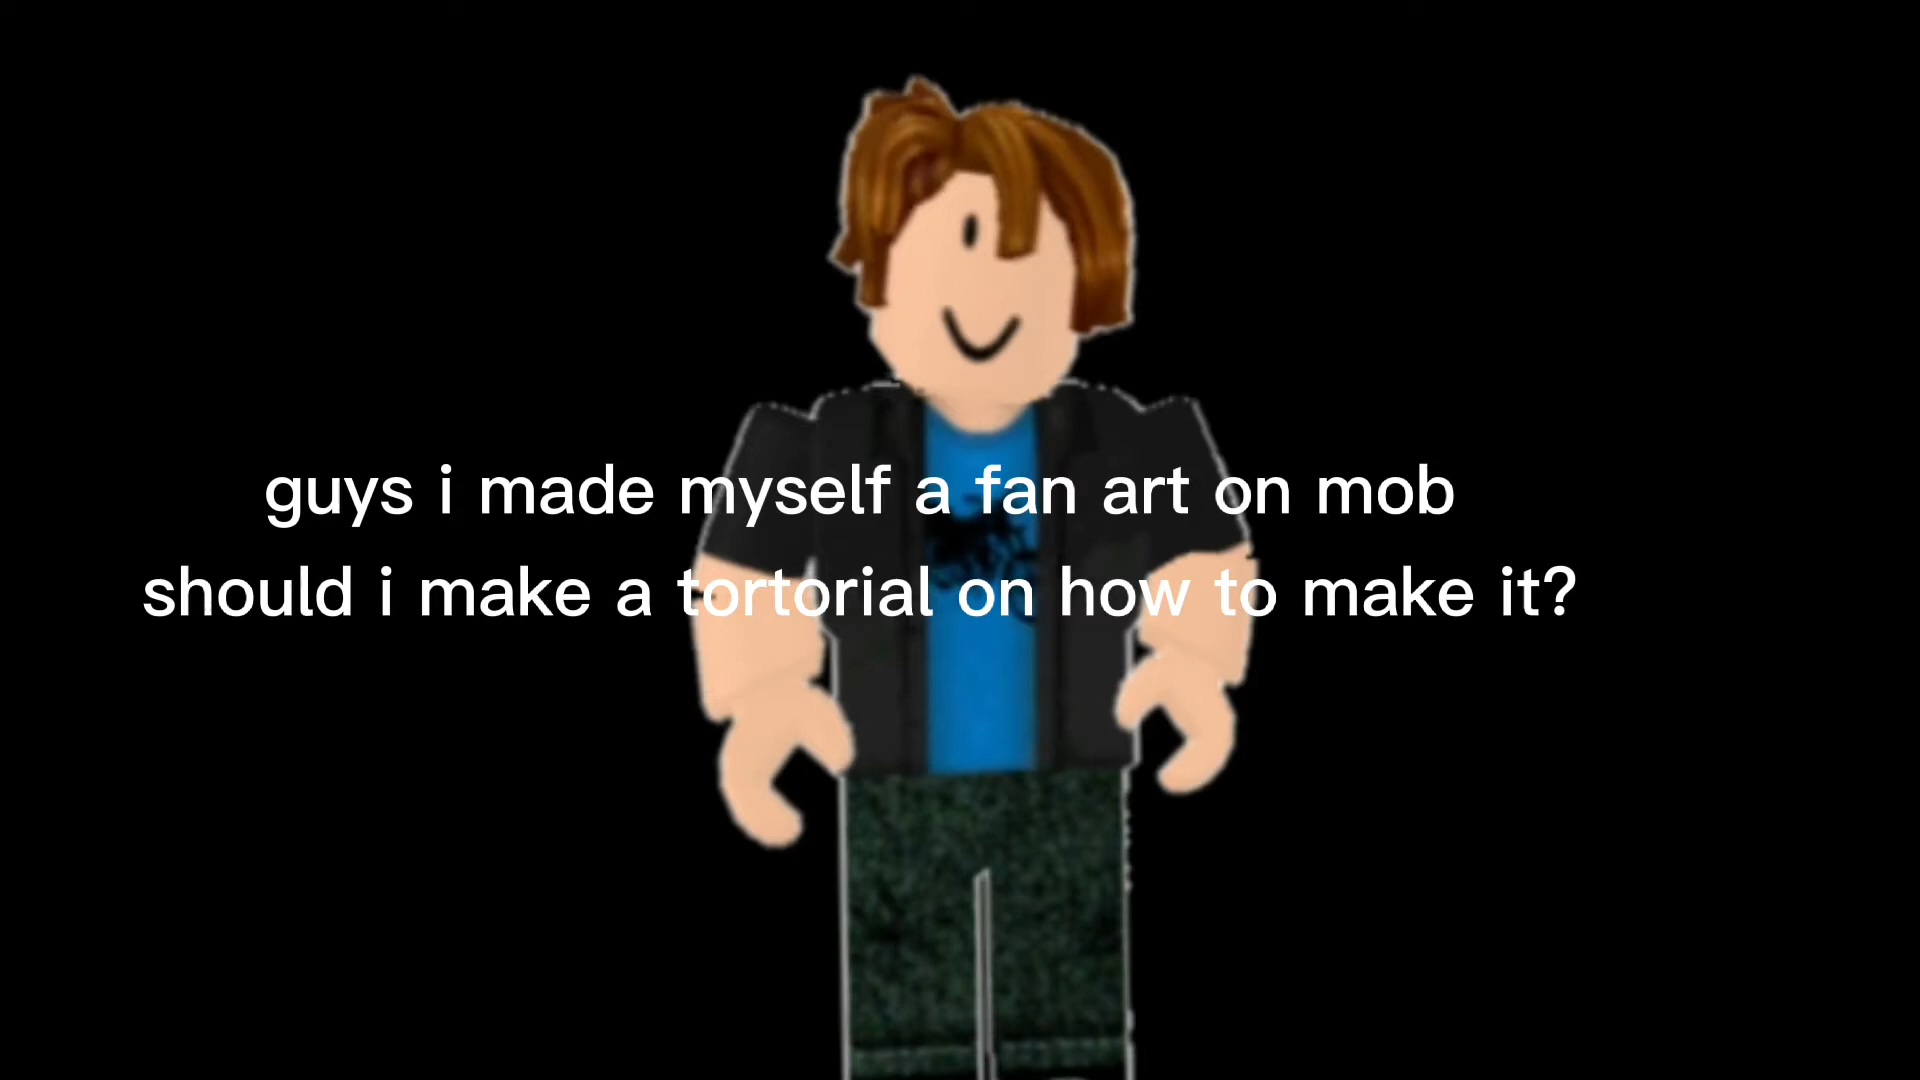 guys i made myself a fan art on mob
should i make a tortorial on how to make it?